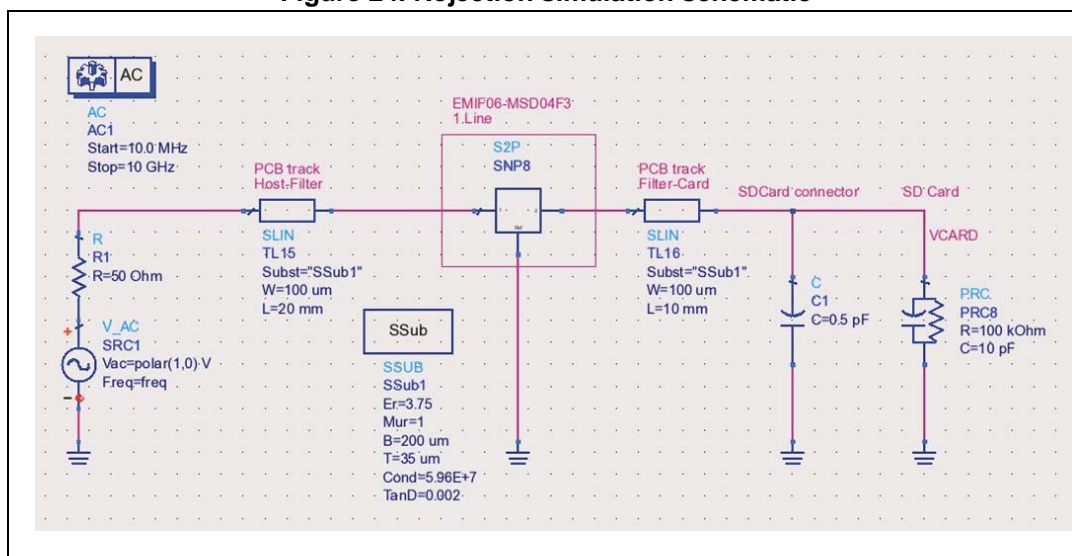 Figure 24. Rejection simulation schematic
AC
AC
AC1
Start=10.0 MHz
Stop=10 GHz
EMIF06-MSD04F3
1.Line
S2P
SNP8
1
2
Ref
PCB track
Host-Filter
SLIN
TL15
Subst="SSub1"
W=100 um
L=20 mm
PCB track
Filter-Card
SLIN
TL16
Subst="SSub1"
W=100 um
L=10 mm
SDCard connector
SD Card
VCARD
R
R1
R=50 Ohm
V_AC
SRC1
Vac=polar(1,0) V
Freq=freq
SSub
SSUB
SSub1
Er=3.75
Mur=1
B=200 um
T=35 um
Cond=5.96E+7
TanD=0.002
C
C1
C=0.5 pF
PRC
PRC8
R=100 kOhm
C=10 pF